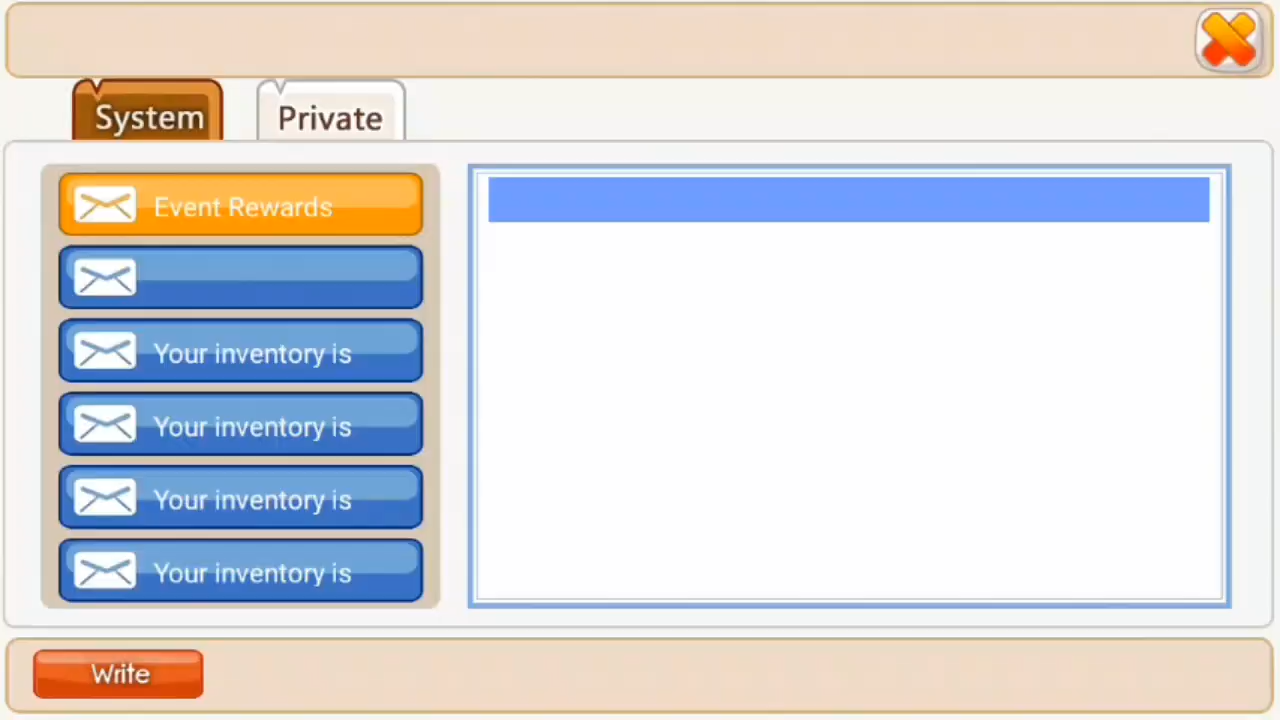 System
Private
Event Rewards
Your inventory is
Your inventory is
Your inventory is
Your inventory is
Write